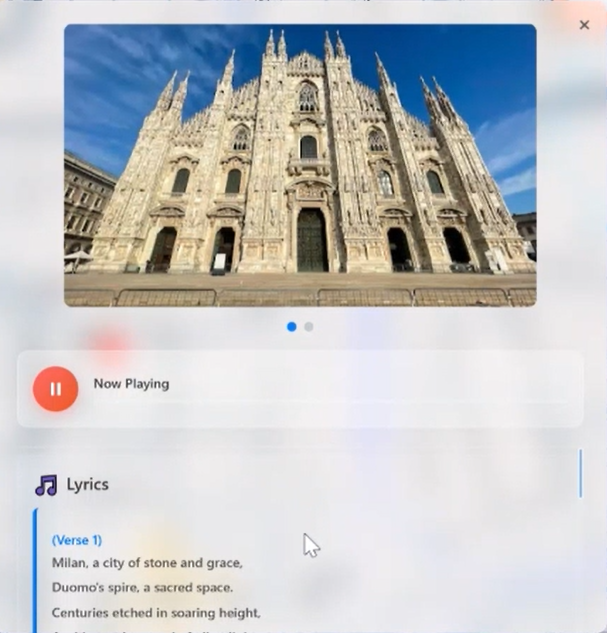 Now Playing
Lyrics
(Verse 1)
Milan, a city of stone and grace,
Duomo's spire, a sacred space.
Centuries etched in soaring height,